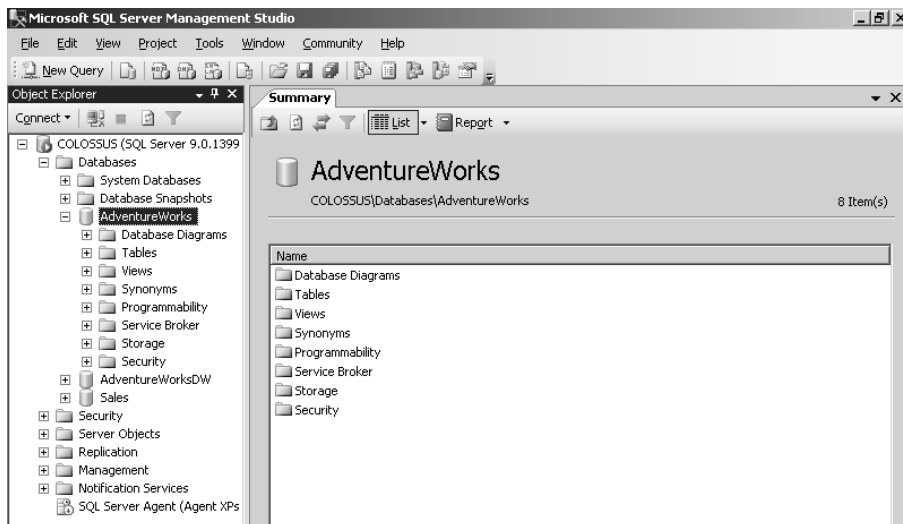 Microsoft SQL Server Management Studio
File Edit View Project Tools Window Community Help
New Query
Object Explorer
Connect
COLOSSUS (SQL Server 9.0.1399
Databases
System Databases
Database Snapshots
AdventureWorks
Database Diagrams
Tables
Views
Synonyms
Programmability
Service Broker
Storage
Security
AdventureWorksDW
Sales
Security
Server Objects
Replication
Management
Notification Services
SQL Server Agent (Agent XPs
Summary
List Report
AdventureWorks
COLOSSUS\Databases\AdventureWorks 8 Item(s)
Name
Database Diagrams
Tables
Views
Synonyms
Programmability
Service Broker
Storage
Security